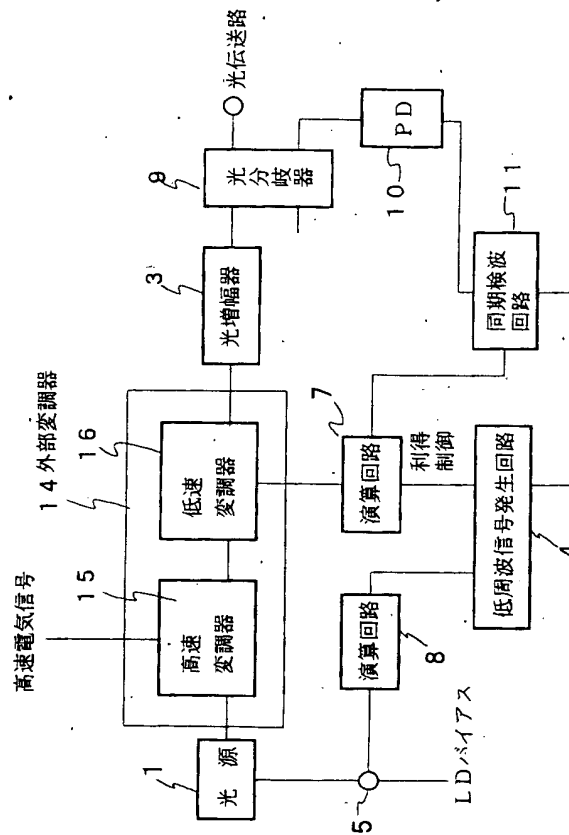 高速電気信号
14 外部変調器
15
高速
変調器
16
低速
変調器
1
光源
3
光増幅器
9
光分岐器
光伝送路
10
PD
11
同期検波
回路
7
演算回路
利得
制御
8
演算回路
低周波信号発生回路
4
5
LDバイアス